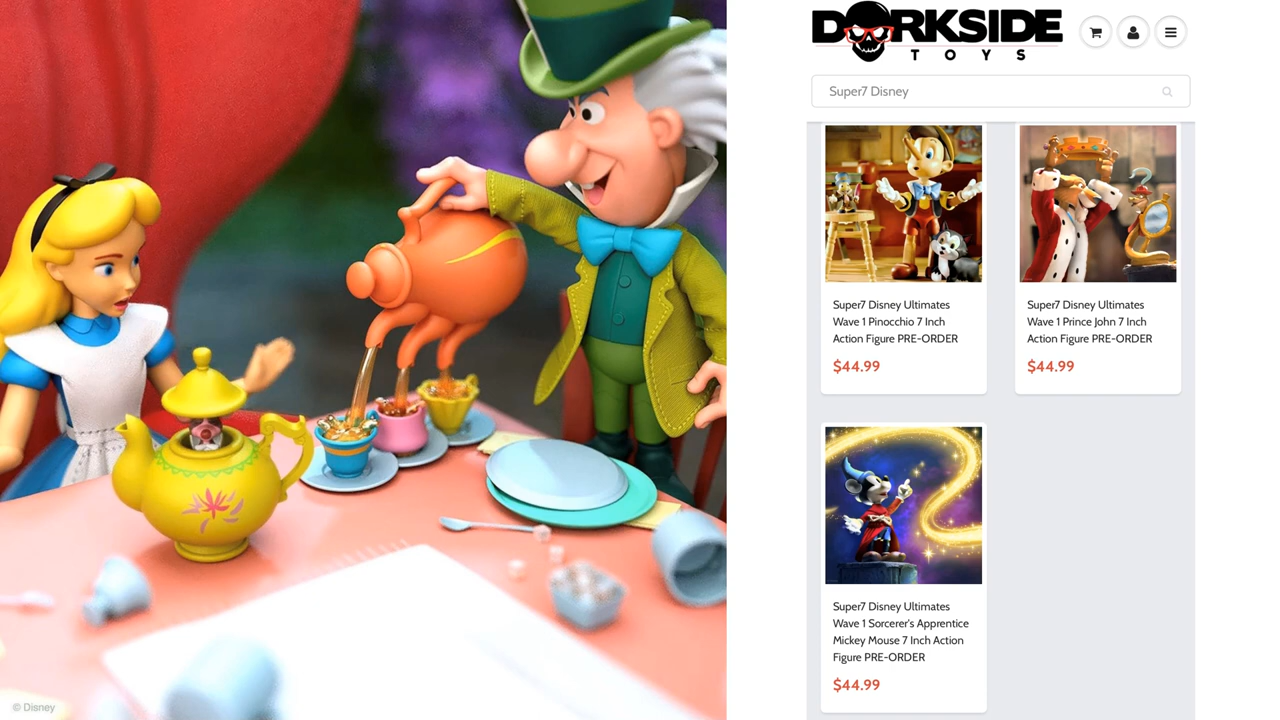 © Disney
DORKSIDE
TOYS
Super7 Disney
Super7 Disney Ultimates
Wave 1 Pinocchio 7 Inch
Action Figure PRE-ORDER
$44.99
Super7 Disney Ultimates
Wave 1 Prince John 7 Inch
Action Figure PRE-ORDER
$44.99
Super7 Disney Ultimates
Wave 1 Sorcerer's Apprentice
Mickey Mouse 7 Inch Action
Figure PRE-ORDER
$44.99